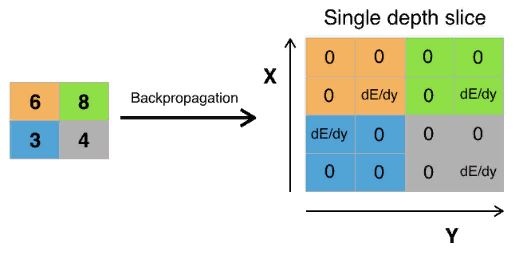 Single depth slice
X
0 0 0 0
6 8
Backpropagation
0 dE/dy 0 dE/dy
3 4
dE/dy 0 0 0
0 0 0 dE/dy
Y